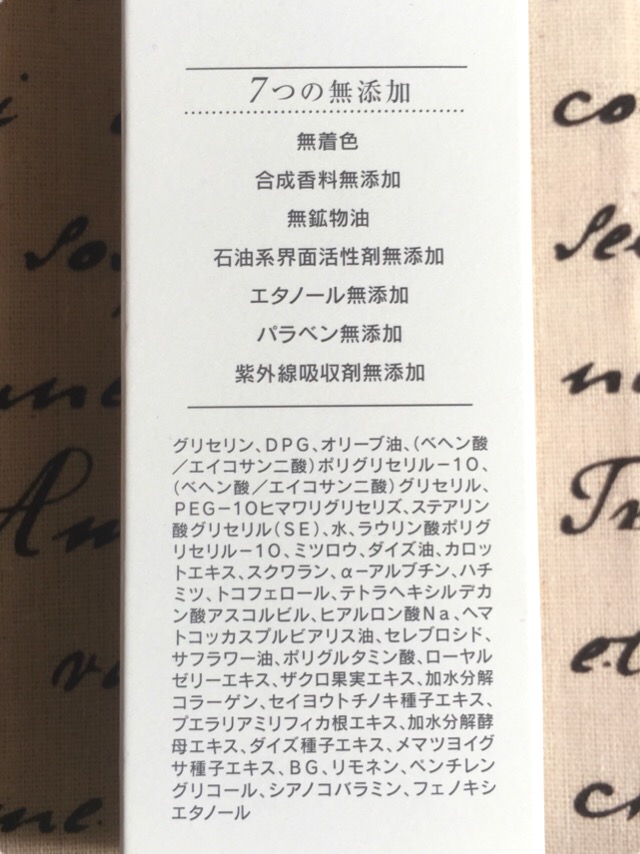 7つの無添加
無着色
合成香料無添加
無鉱物油
石油系界面活性剤無添加
エタノール無添加
パラベン無添加
紫外線吸収剤無添加
グリセリン、DPG、オリーブ油、(ベヘン酸
／エイコサン二酸)ポリグリセリル－10、
(ベヘン酸／エイコサン二酸)グリセリル、
PEG－10ヒマワリグリセリズ、ステアリン
酸グリセリル(SE)、水、ラウリン酸ポリグ
リセリル－10、ミツロウ、ダイズ油、カロッ
トエキス、スクワラン、α－アルブチン、ハチ
ミツ、トコフェロール、テトラヘキシルデカ
ン酸アスコルビル、ヒアルロン酸Na、ヘマ
トコッカスプルビアリス油、セレブロシド、
サフラワー油、ポリグルタミン酸、ローヤル
ゼリーエキス、ザクロ果実エキス、加水分解
コラーゲン、セイヨウトチノキ種子エキス、
プエラリアミリフィカ根エキス、加水分解酵
母エキス、ダイズ種子エキス、メマツヨイグ
サ種子エキス、BG、リモネン、ペンチレン
グリコール、シアノコバラミン、フェノキシ
エタノール
co